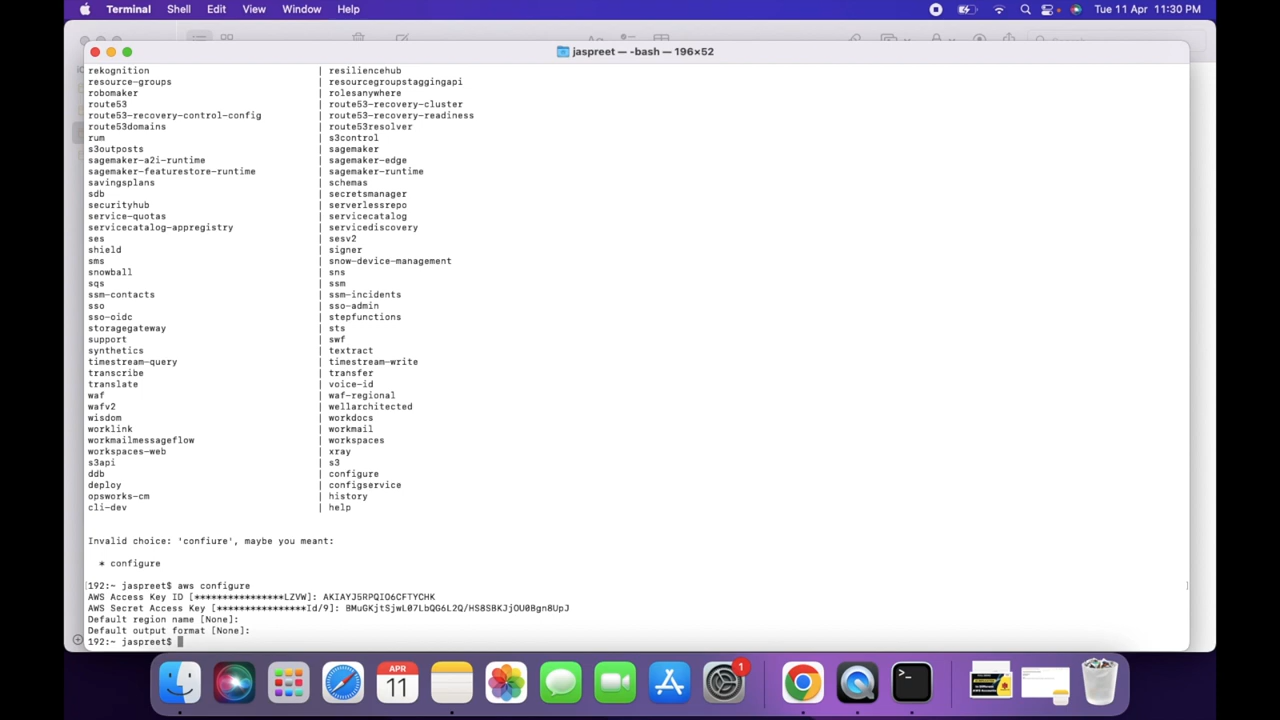 Terminal Shell Edit View Window Help Tue 11 Apr 11:30 PM
jaspreet — -bash — 196×52
rekognition | resiliencehub
resource-groups | resourcegroupstaggingapi
robomaker | rolesanywhere
route53 | route53-recovery-cluster
route53-recovery-control-config | route53-recovery-readiness
route53domains | route53resolver
rum | s3control
s3outposts | sagemaker
sagemaker-a2i-runtime | sagemaker-edge
sagemaker-featurestore-runtime | sagemaker-runtime
savingsplans | schemas
sdb | secretsmanager
securityhub | serverlessrepo
service-quotas | servicecatalog
servicecatalog-appregistry | servicediscovery
ses | sesv2
shield | signer
sms | snow-device-management
snowball | sns
sqs | ssm
ssm-contacts | ssm-incidents
sso | sso-admin
sso-oidc | stepfunctions
storagegateway | sts
support | swf
synthetics | textract
timestream-query | timestream-write
transcribe | transfer
translate | voice-id
waf | waf-regional
wafv2 | wellarchitected
wisdom | workdocs
worklink | workmail
workmailmessageflow | workspaces
workspaces-web | xray
s3api | s3
ddb | configure
deploy | configservice
opsworks-cm | history
cli-dev | help
Invalid choice: 'confiure', maybe you meant:
* configure
192:~ jaspreet$ aws configure
AWS Access Key ID [****************LZVW]:
AWS Secret Access Key [****************Id/9]:
Default region name [None]:
Default output format [None]:
192:~ jaspreet$
APR
11
1